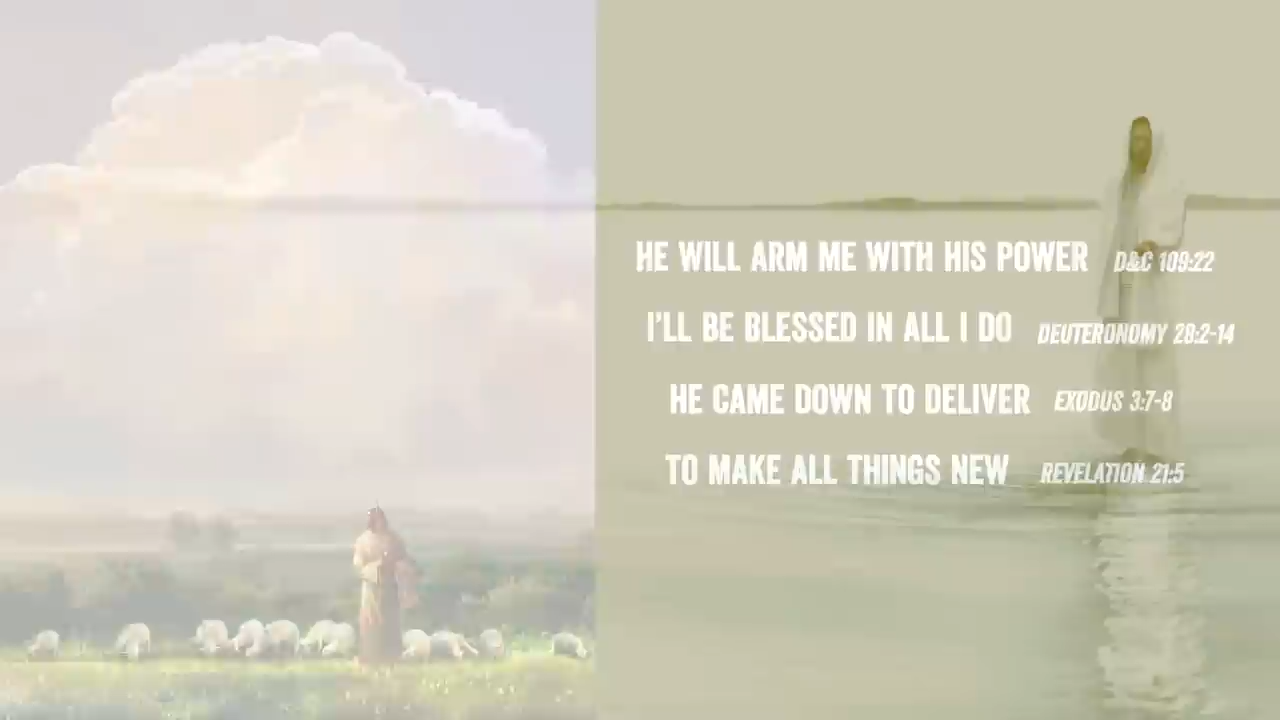 HE WILL ARM ME WITH HIS POWER D&C 109:22
I'LL BE BLESSED IN ALL I DO DEUTERONOMY 28:2-14
HE CAME DOWN TO DELIVER EXODUS 3:7-8
TO MAKE ALL THINGS NEW REVELATION 21:5